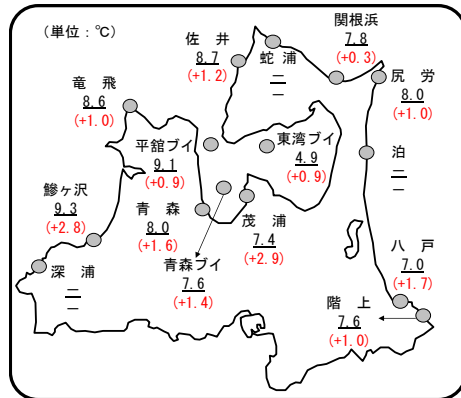 (単位：℃)
佐井
8.7
(+1.2)
蛇浦
—
関根浜
7.8
(+0.3)
尻労
8.0
(+1.0)
竜飛
8.6
(+1.0)
平舘ブイ
9.1
(+0.9)
東湾ブイ
4.9
(+0.9)
泊
—
鰺ヶ沢
9.3
(+2.8)
青森
8.0
(+1.6)
茂浦
7.4
(+2.9)
青森ブイ
7.6
(+1.4)
深浦
—
八戸
7.0
(+1.7)
階上
7.6
(+1.0)